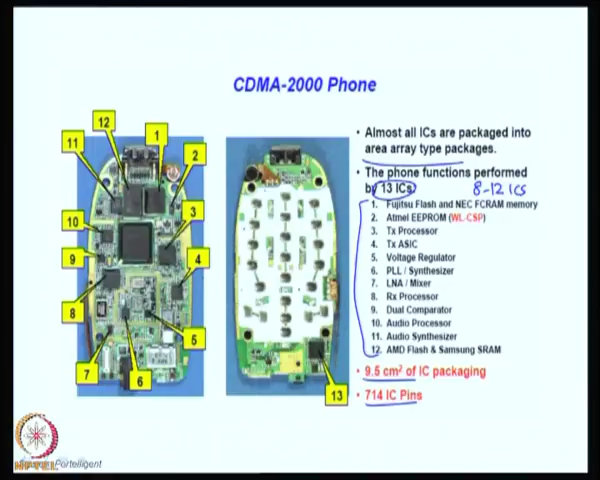 CDMA-2000 Phone
12
1
11
2
3
10
9
4
8
5
7
6
13
• Almost all ICs are packaged into
area array type packages.
• The phone functions performed
by 13 ICs:
8-12 ICs
1. Fujitsu Flash and NEC FCRAM memory
2. Atmel EEPROM (WL-CSP)
3. Tx Processor
4. Tx ASIC
5. Voltage Regulator
6. PLL / Synthesizer
7. LNA / Mixer
8. Rx Processor
9. Dual Comparator
10. Audio Processor
11. Audio Synthesizer
12. AMD Flash & Samsung SRAM
• 9.5 cm² of IC packaging
• 714 IC Pins
Portelligent
NPTEL